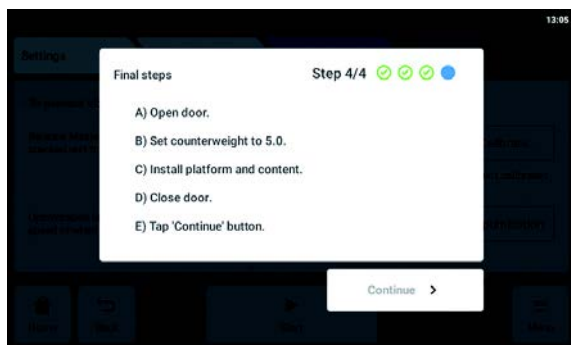 13:05
Settings
Final steps
Step 4/4
A) Open door.
B) Set counterweight to 5.0.
C) Install platform and content.
D) Close door.
E) Tap 'Continue' button.
Continue
Home
Back
Start
Menu